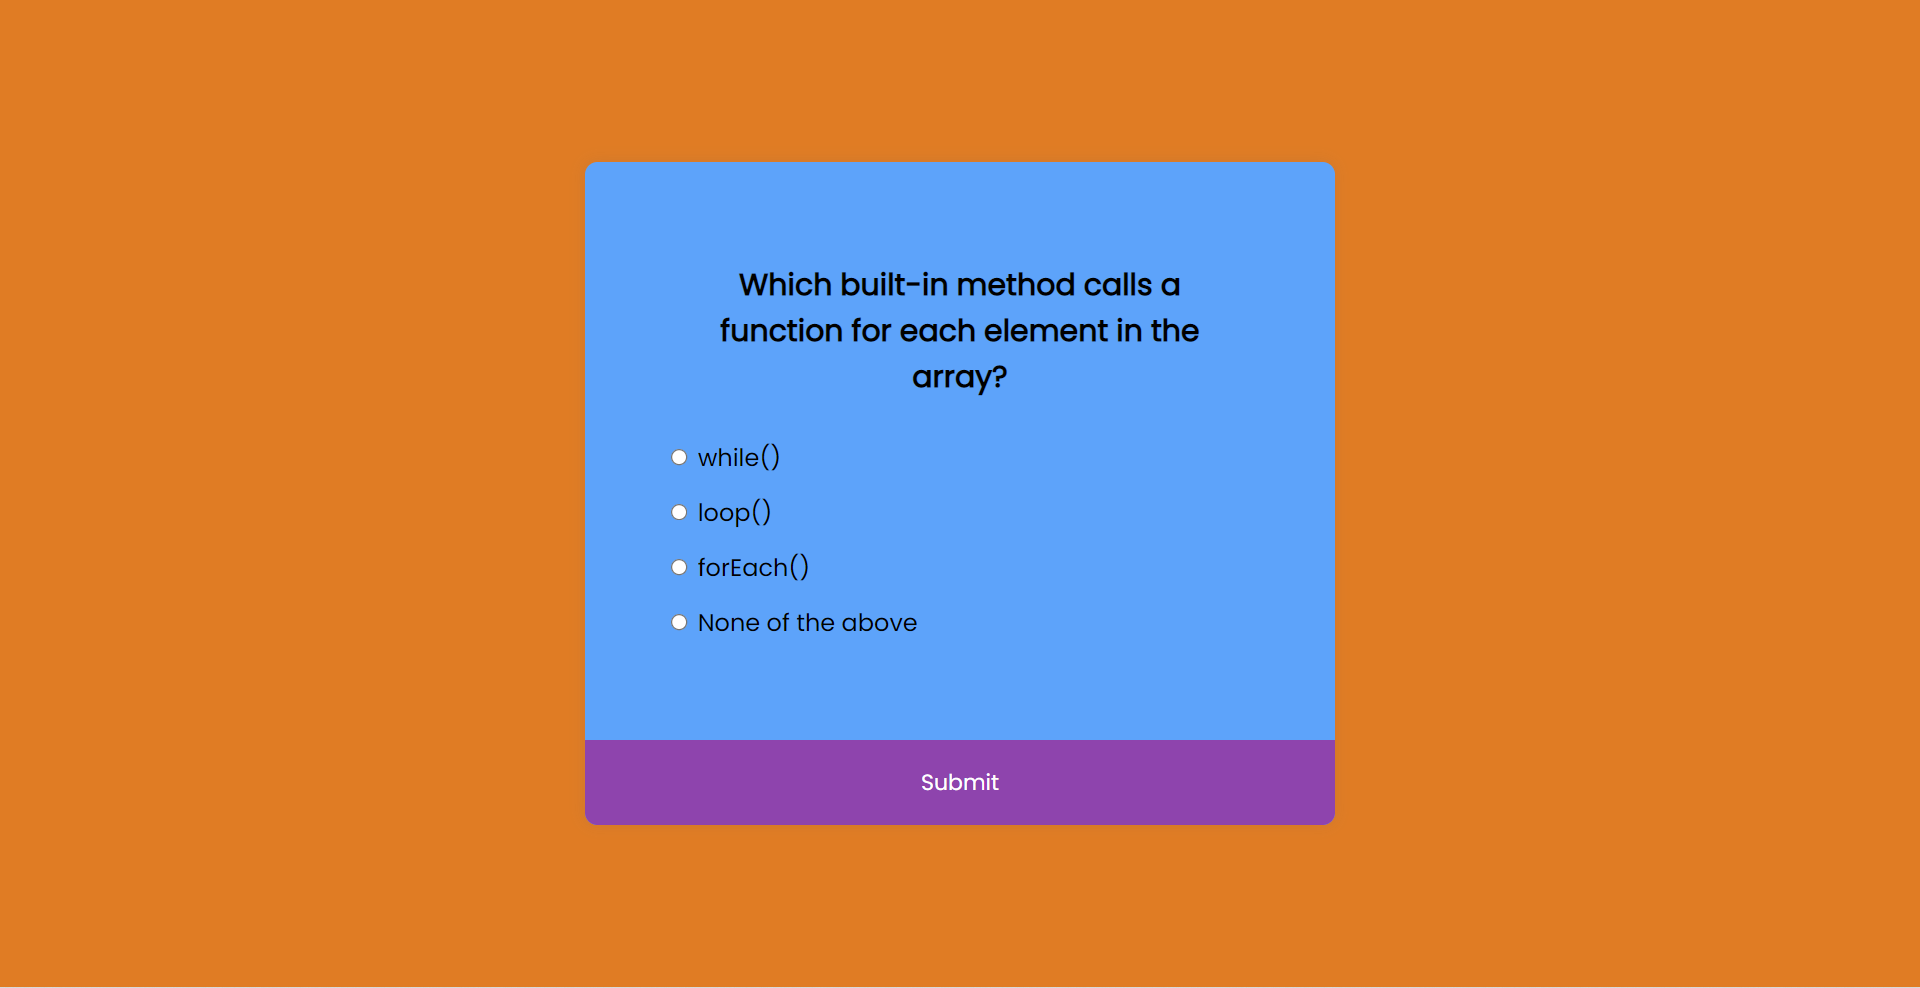 Which built-in method calls a
function for each element in the
array?
while()
loop()
forEach()
None of the above
Submit